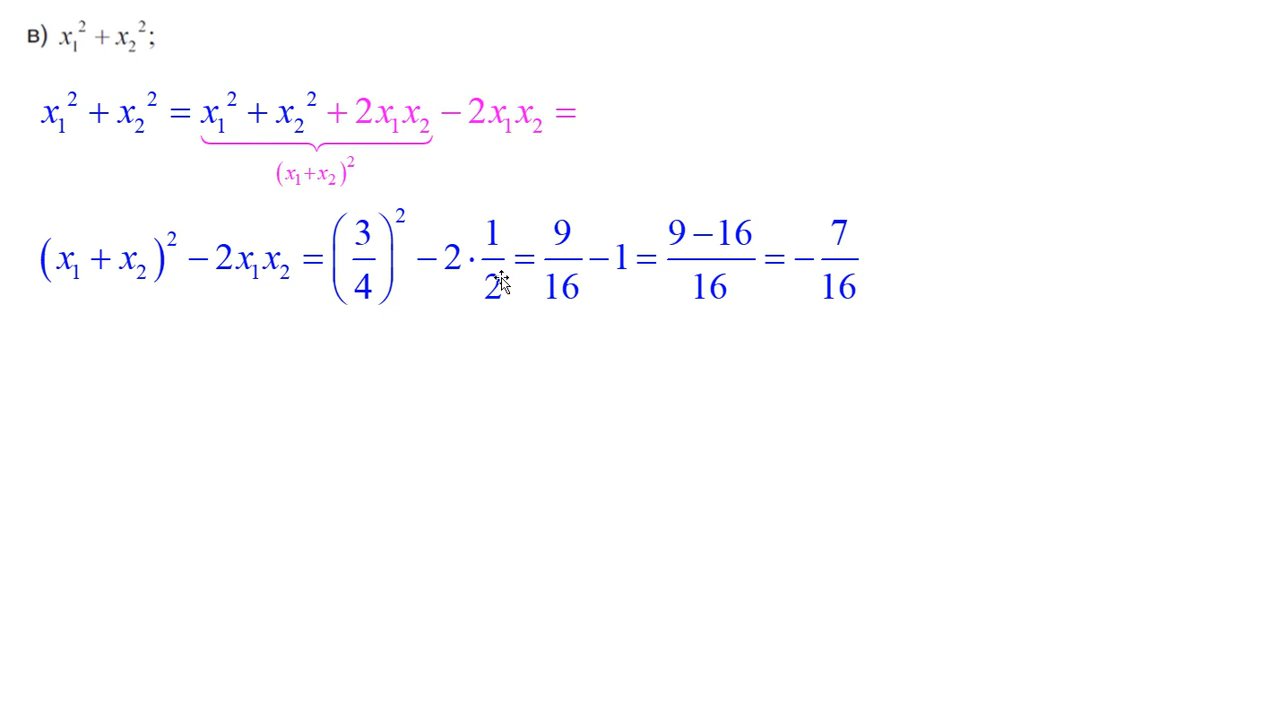 в) x₁² + x₂²;
x₁² + x₂² = x₁² + x₂² + 2x₁x₂ − 2x₁x₂ =
(x₁+x₂)²
(x₁ + x₂)² − 2x₁x₂ = (3/4)² − 2 · 1/2 = 9/16 − 1 = (9 − 16)/16 = − 7/16